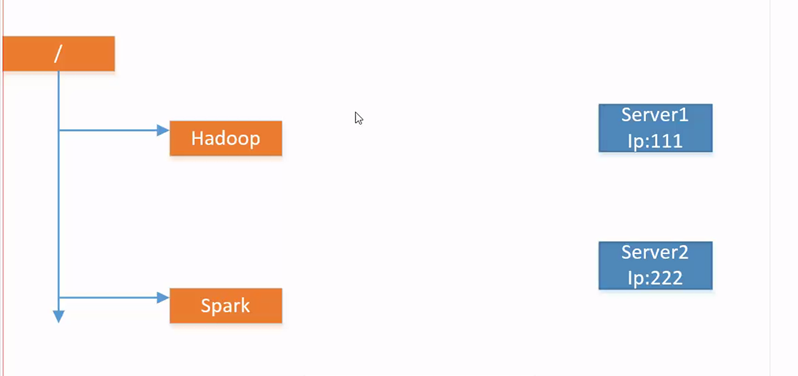 /
Hadoop
Server1
Ip:111
Server2
Ip:222
Spark